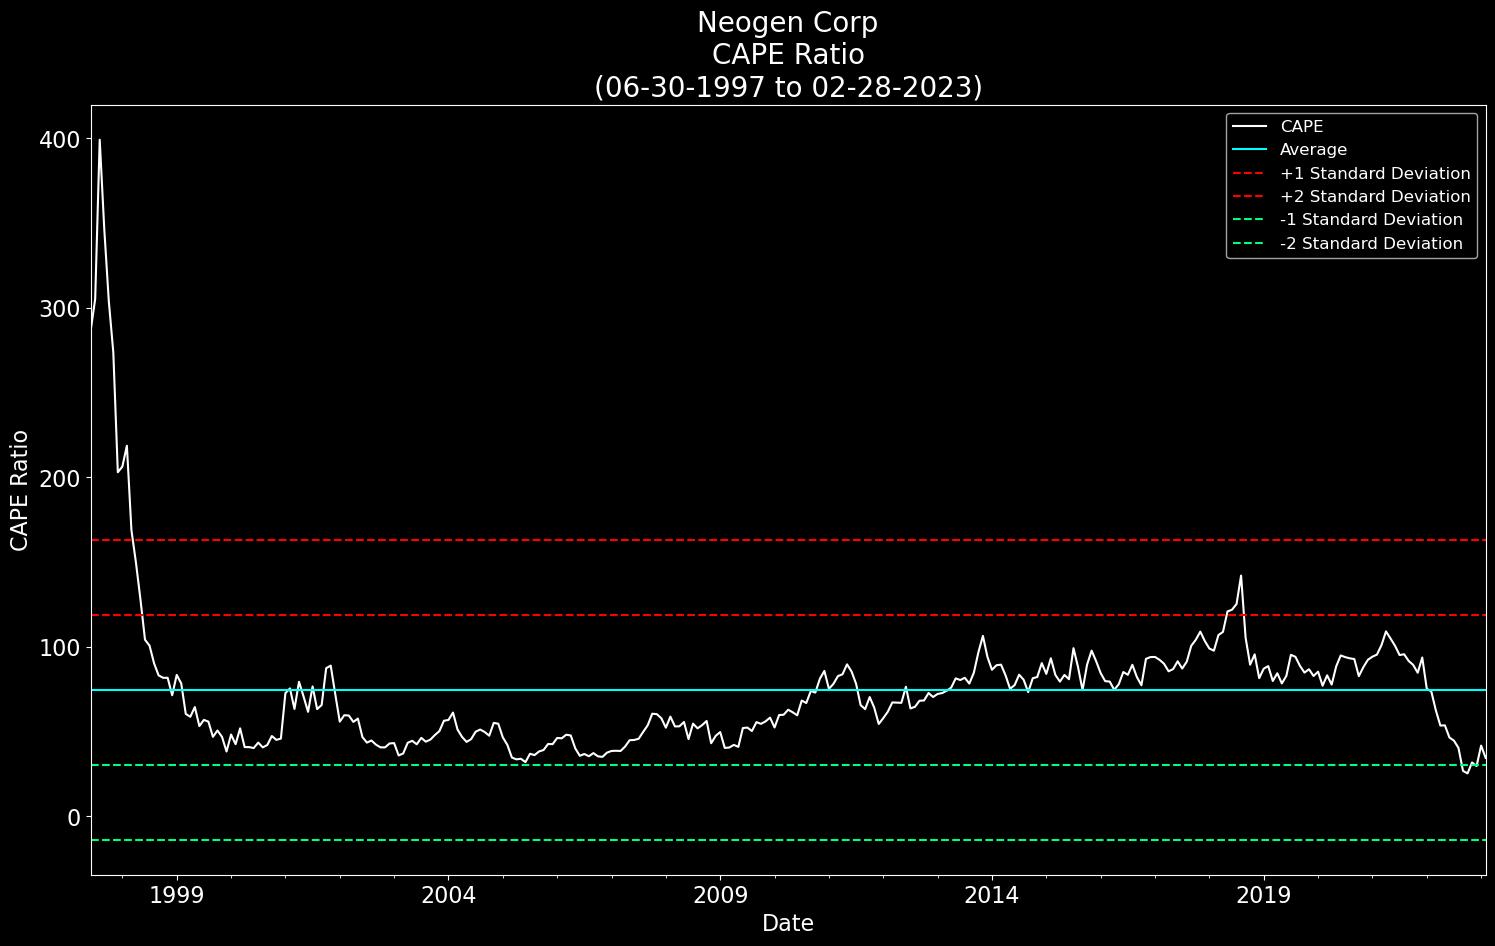 Neogen Corp
CAPE Ratio
(06-30-1997 to 02-28-2023)
CAPE
Average
+1 Standard Deviation
+2 Standard Deviation
-1 Standard Deviation
-2 Standard Deviation
CAPE Ratio
400
300
200
100
0
1999 2004 2009 2014 2019
Date